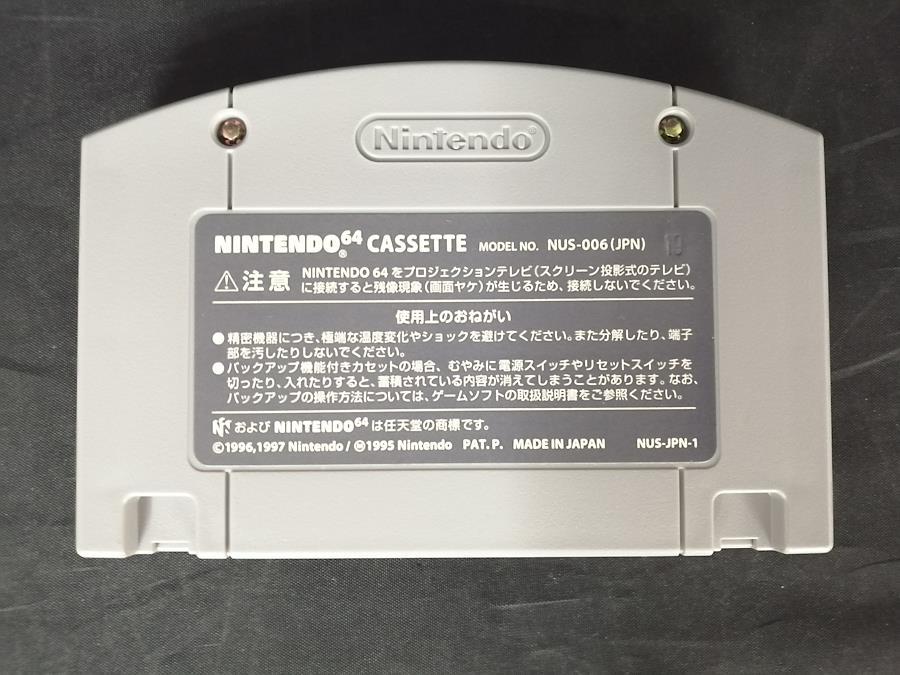 Nintendo®
NINTENDO64® CASSETTE MODEL NO. NUS-006(JPN) 19
⚠注意 NINTENDO 64をプロジェクションテレビ(スクリーン投影式のテレビ)
に接続すると残像現象(画面ヤケ)が生じるため、接続しないでください。
使用上のおねがい
●精密機器につき、極端な温度変化やショックを避けてください。また分解したり、端子
部を汚したりしないでください。
●バックアップ機能付きカセットの場合、むやみに電源スイッチやリセットスイッチを
切ったり、入れたりすると、蓄積されている内容が消えてしまうことがあります。なお、
バックアップの操作方法については、ゲームソフトの取扱説明書をご参照ください。
および NINTENDO64は任天堂の商標です。
©1996,1997 Nintendo/Ⓜ1995 Nintendo PAT.P. MADE IN JAPAN NUS-JPN-1